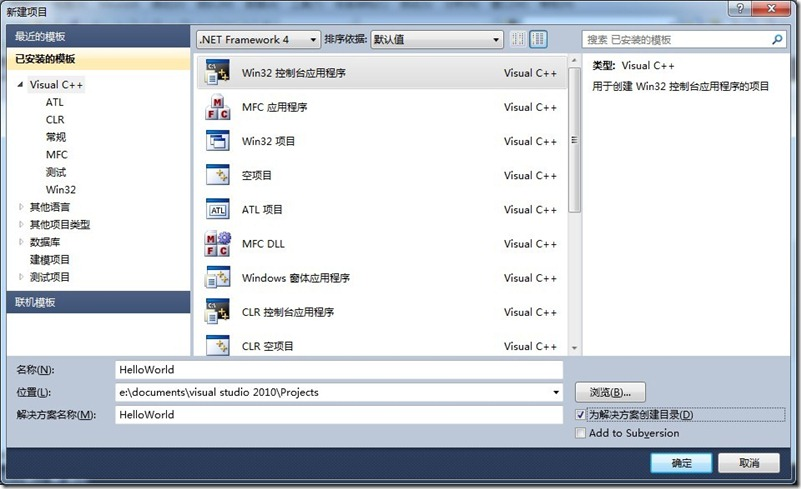 新建项目
最近的模板
已安装的模板
Visual C++
ATL
CLR
常规
MFC
测试
Win32
其他语言
其他项目类型
数据库
建模项目
测试项目
联机模板
.NET Framework 4 排序依据: 默认值
Win32 控制台应用程序 Visual C++
MFC 应用程序 Visual C++
Win32 项目 Visual C++
空项目 Visual C++
ATL 项目 Visual C++
MFC DLL Visual C++
Windows 窗体应用程序 Visual C++
CLR 控制台应用程序 Visual C++
CLR 空项目 Visual C++
搜索 已安装的模板
类型: Visual C++
用于创建 Win32 控制台应用程序的项目
名称(N): HelloWorld
位置(L): e:\documents\visual studio 2010\Projects 浏览(B)...
解决方案名称(M): HelloWorld 为解决方案创建目录(D)
Add to Subversion
确定 取消